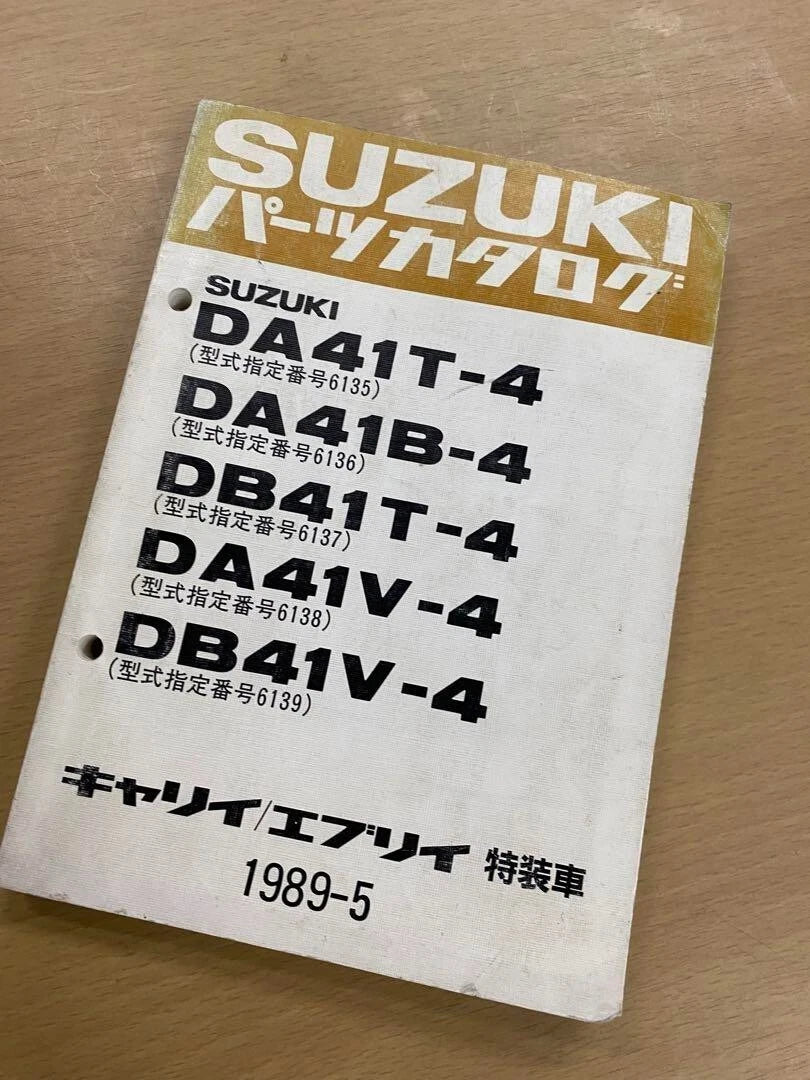 SUZUKI
パーツカタログ
SUZUKI
DA41T-4
(型式指定番号6135)
DA41B-4
(型式指定番号6136)
DB41T-4
(型式指定番号6137)
DA41V-4
(型式指定番号6138)
DB41V-4
(型式指定番号6139)
キャリイ/エブリイ 特装車
1989-5